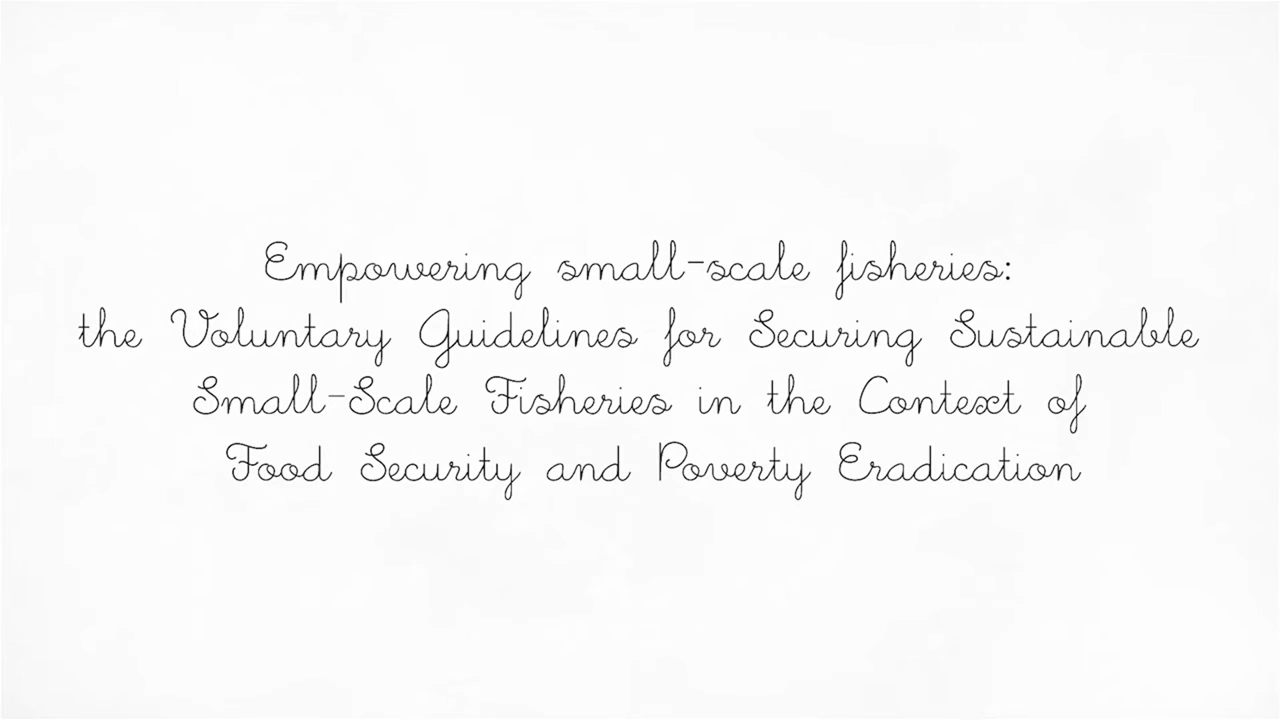 Empowering small-scale fisheries:
the Voluntary Guidelines for Securing Sustainable
Small-Scale Fisheries in the Context of
Food Security and Poverty Eradication